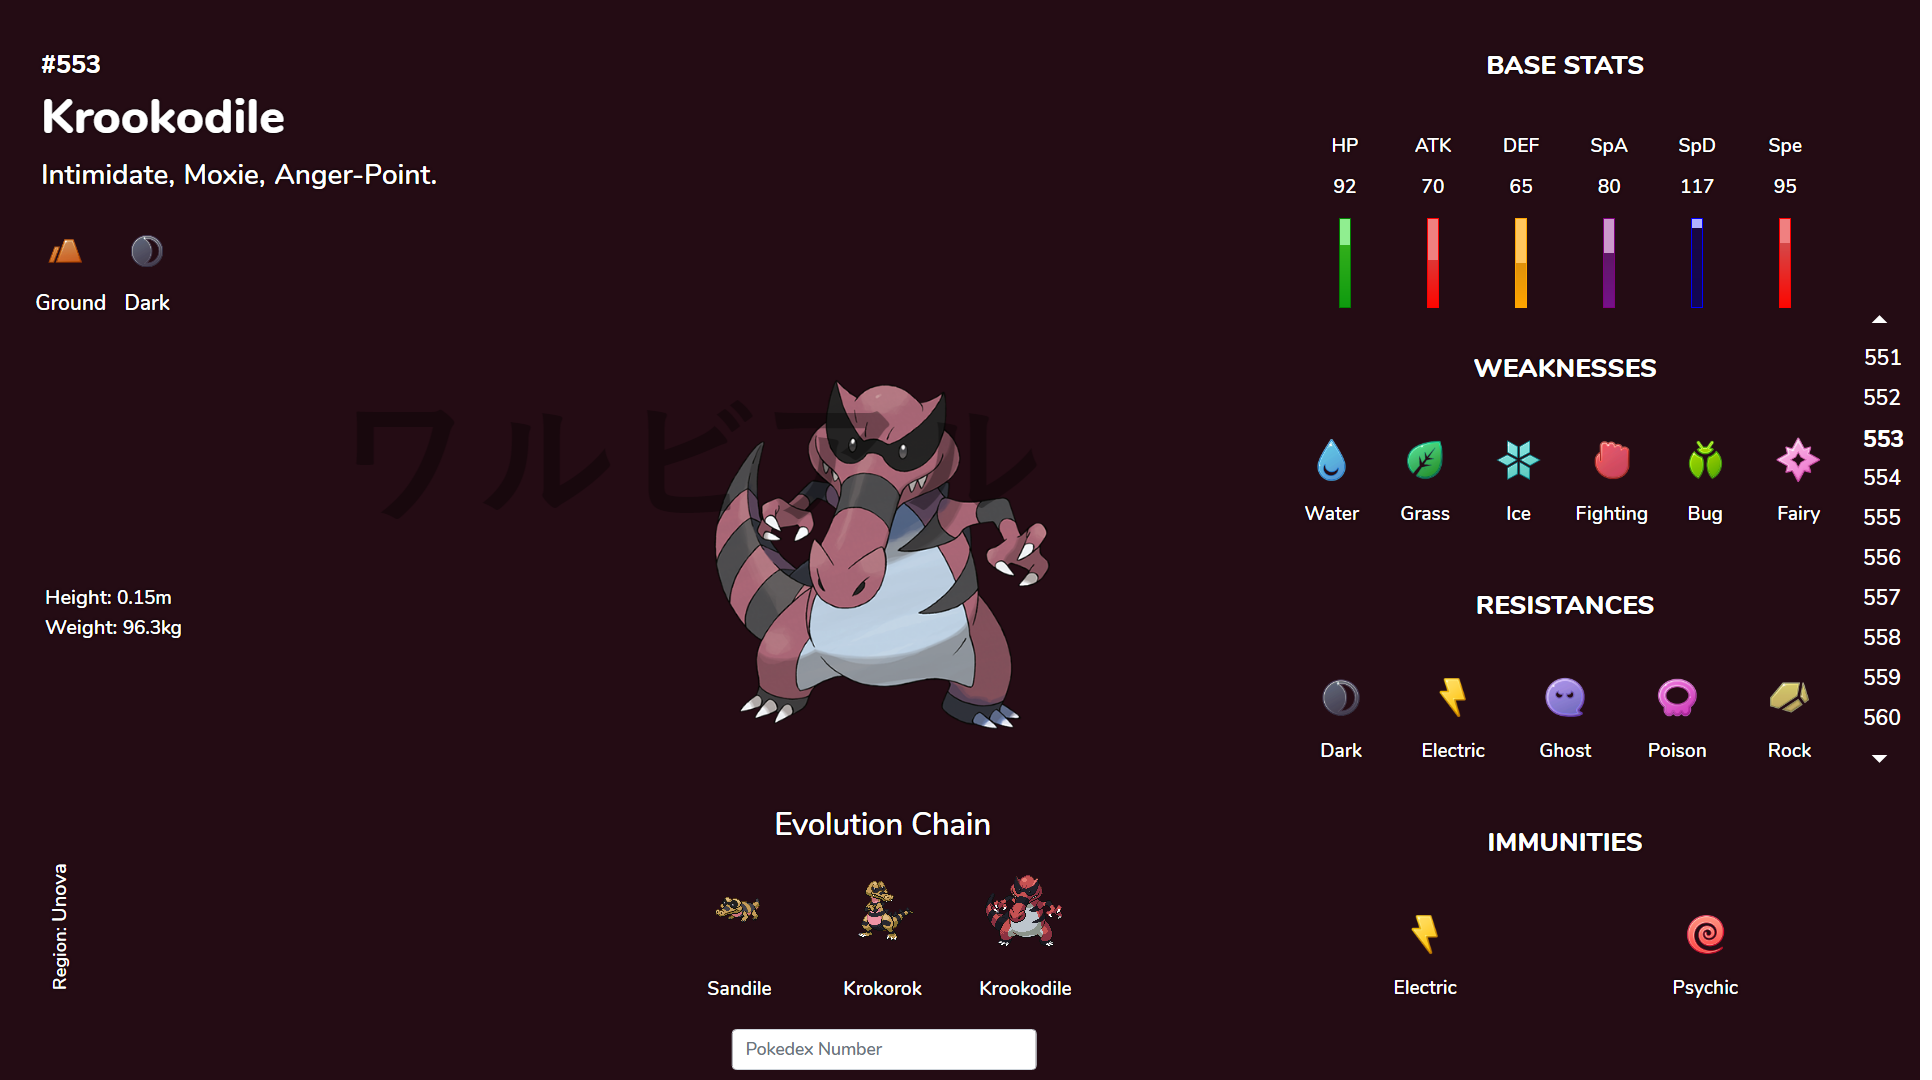 #553
Krookodile
Intimidate, Moxie, Anger-Point.
Ground Dark
ワルビアル
Height: 0.15m
Weight: 96.3kg
Region: Unova
Evolution Chain
Sandile Krokorok Krookodile
Pokedex Number
BASE STATS
HP ATK DEF SpA SpD Spe
92 70 65 80 117 95
WEAKNESSES
Water Grass Ice Fighting Bug Fairy
RESISTANCES
Dark Electric Ghost Poison Rock
IMMUNITIES
Electric Psychic
551
552
553
554
555
556
557
558
559
560